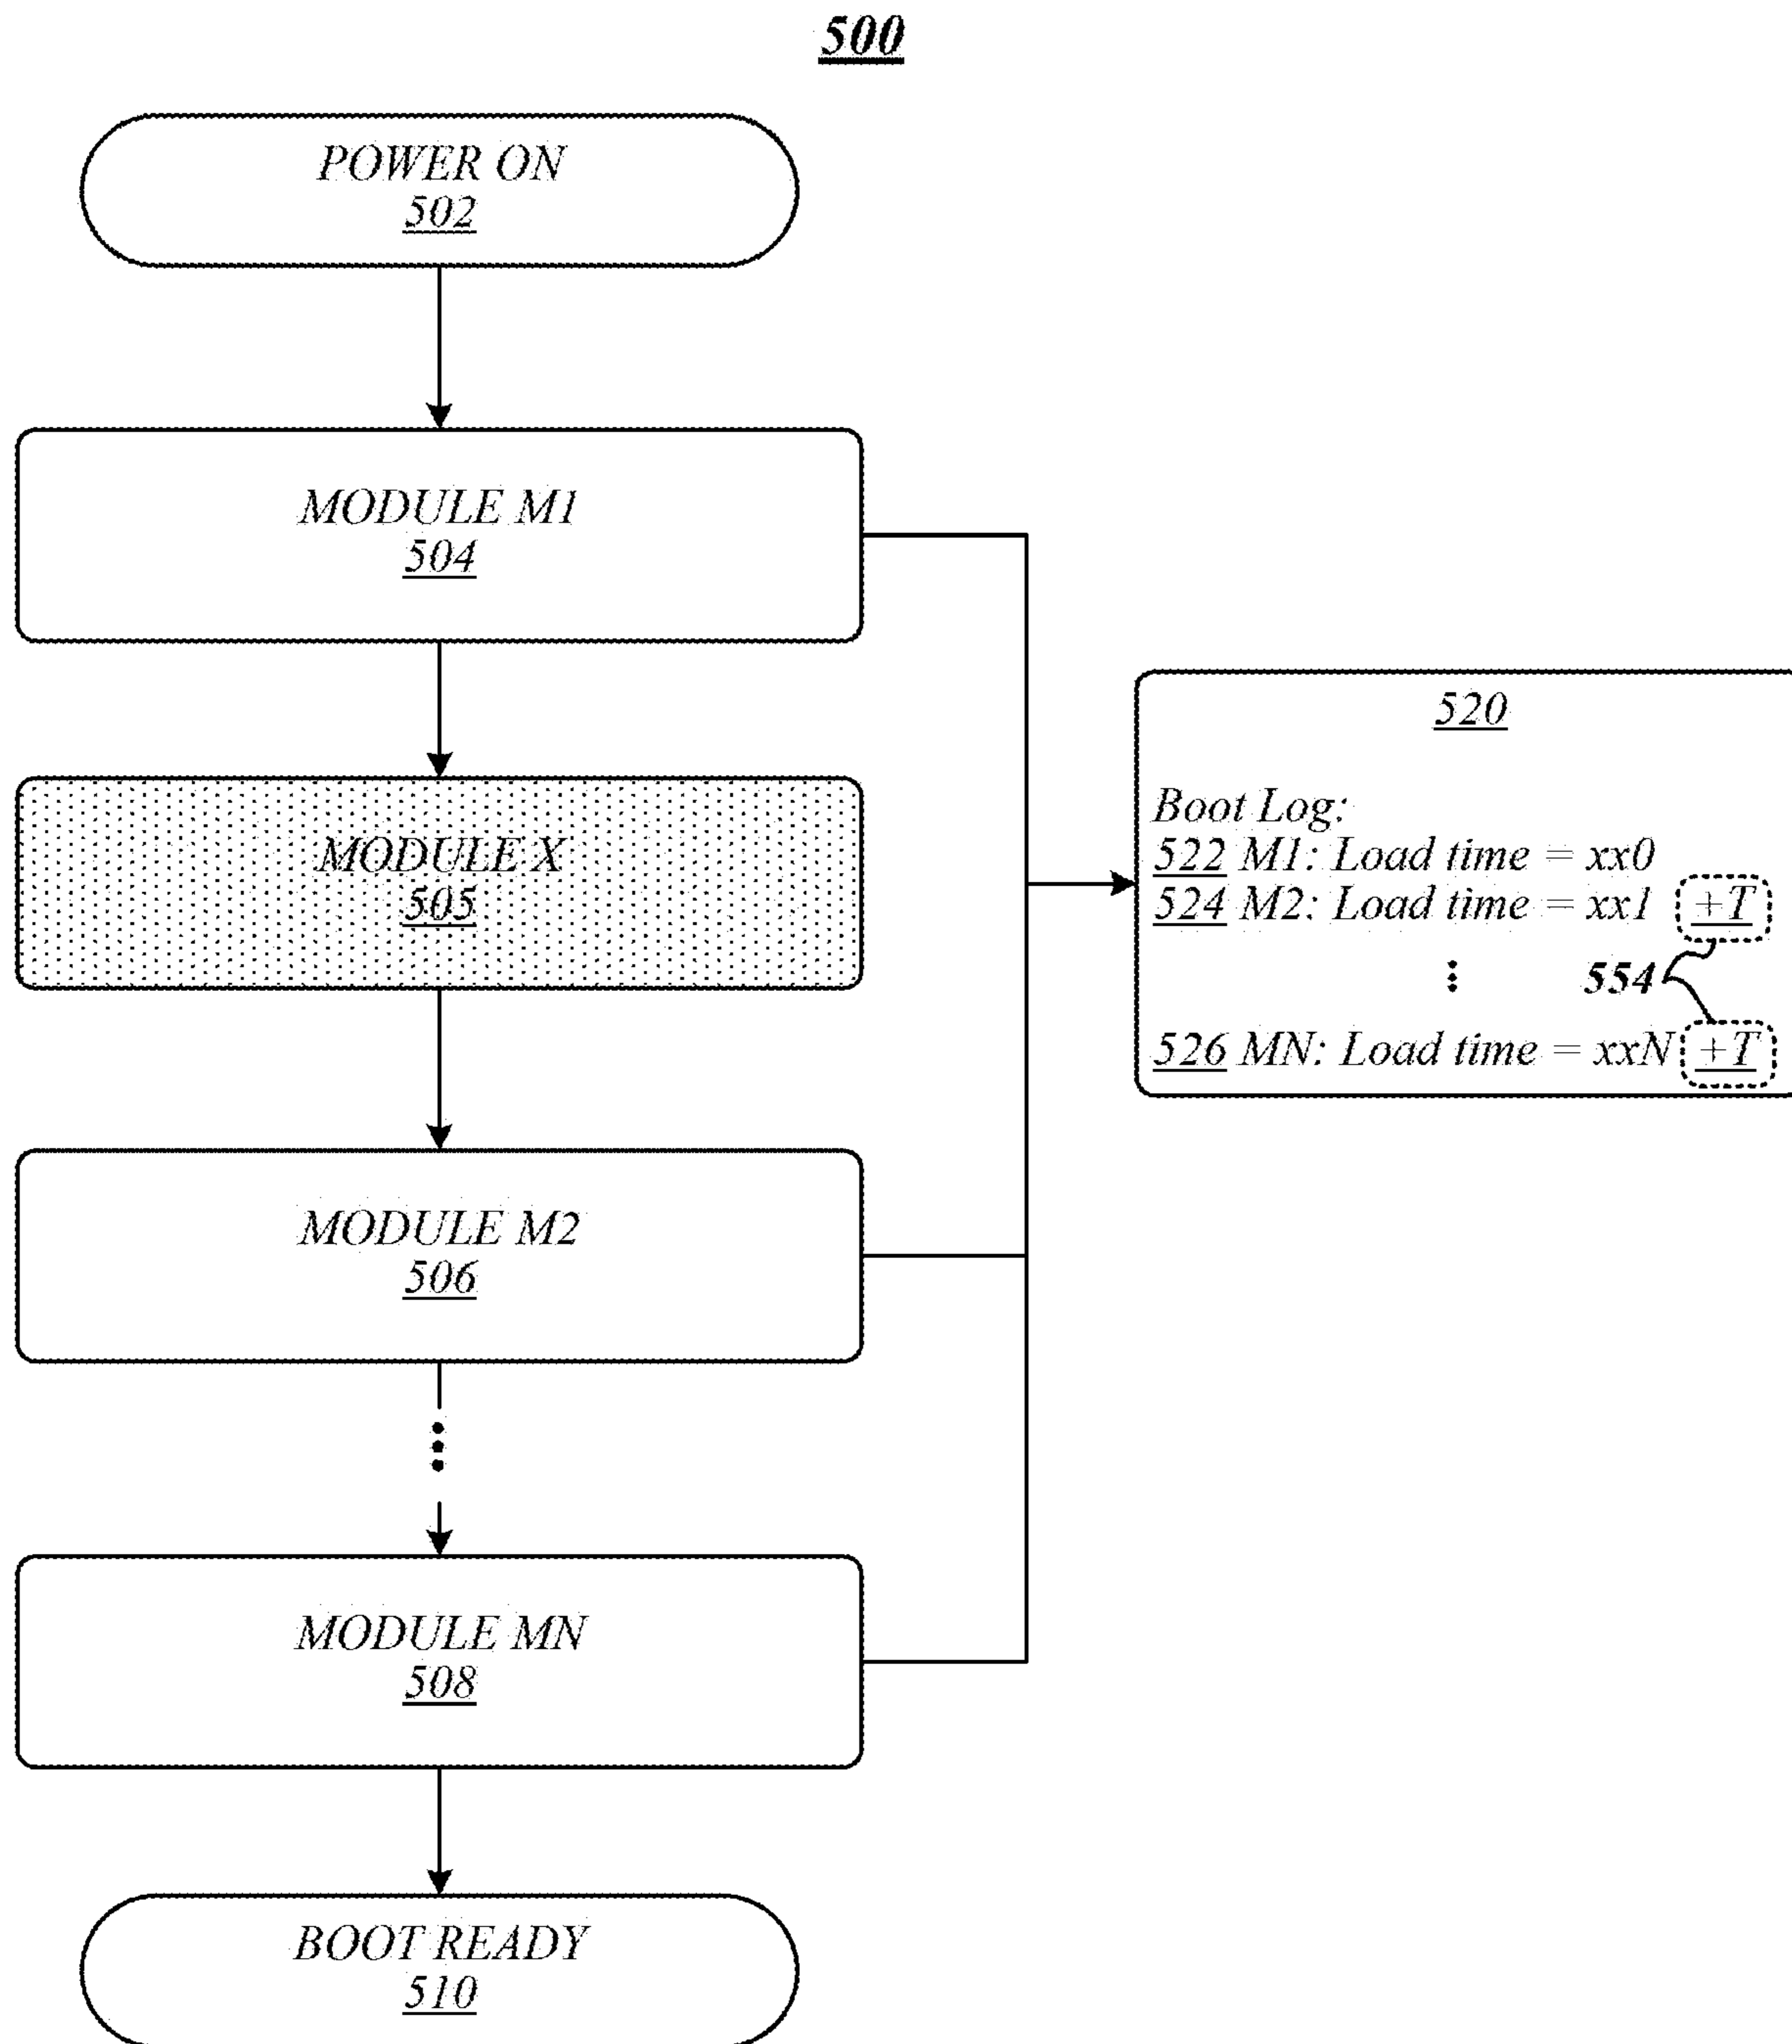 500
POWER ON
502
MODULE M1
504
MODULE X
505
MODULE M2
506
MODULE MN
508
BOOT READY
510
520
Boot Log:
522 M1: Load time = xx0
524 M2: Load time = xx1 +T
554
526 MN: Load time = xxN +T